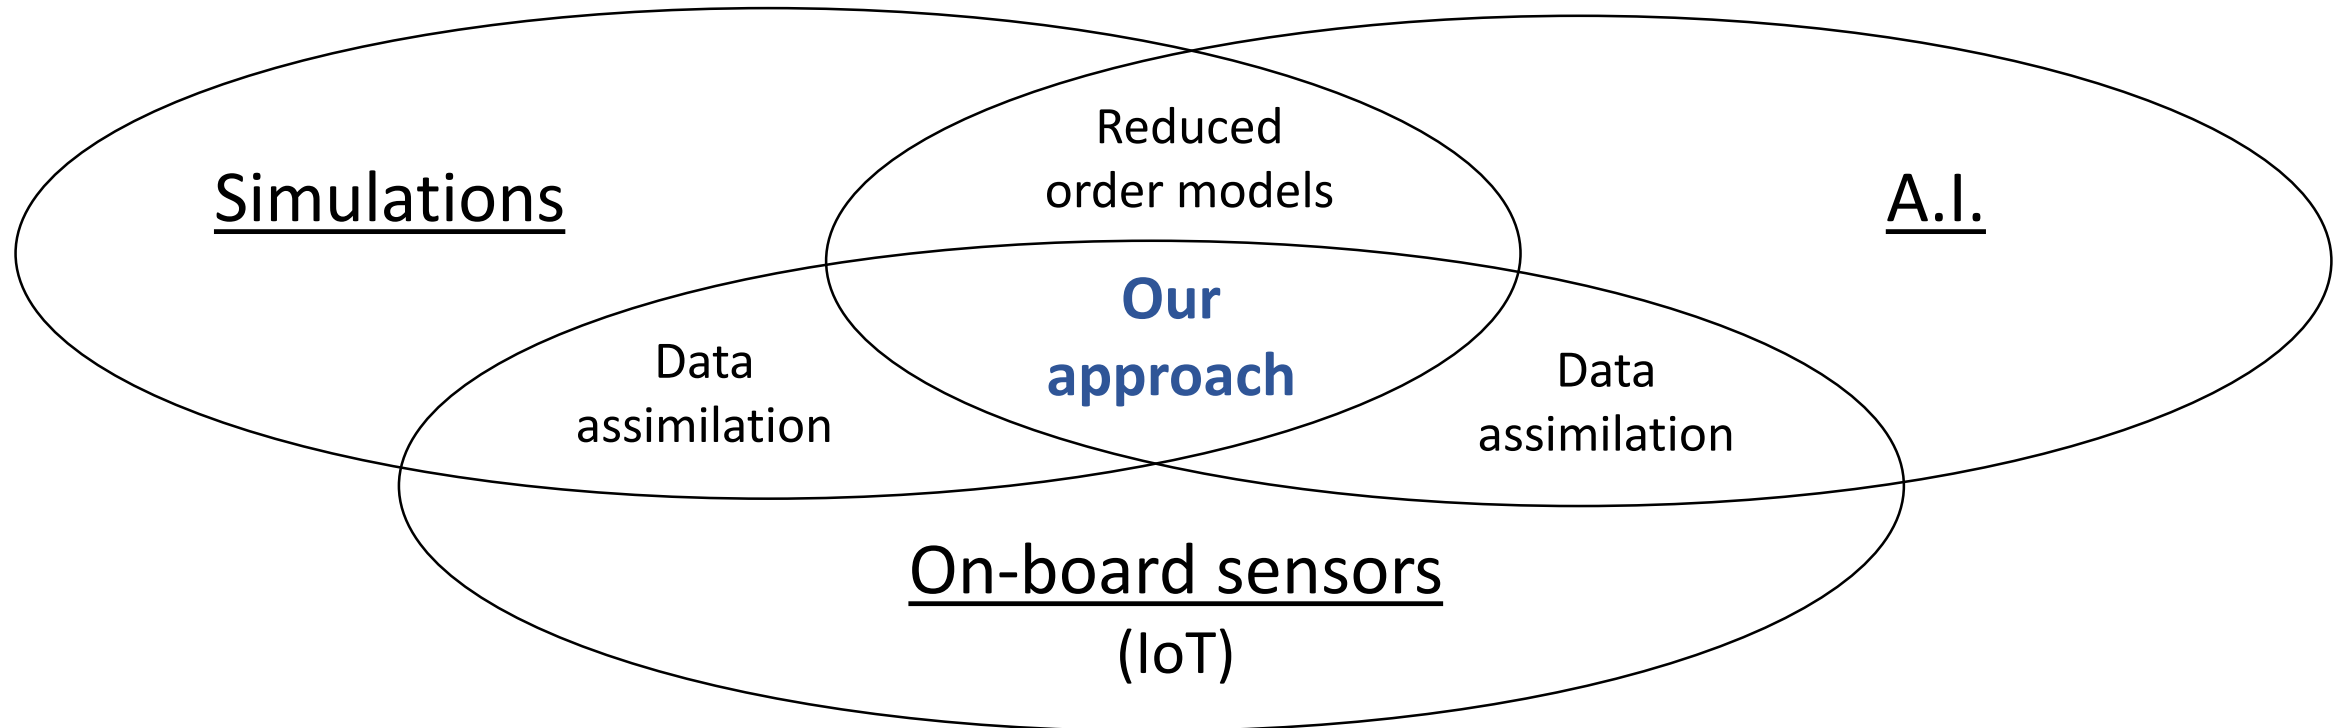 Reduced
order models
Simulations
A.I.
Our
approach
Data
assimilation
Data
assimilation
On-board sensors
(IoT)